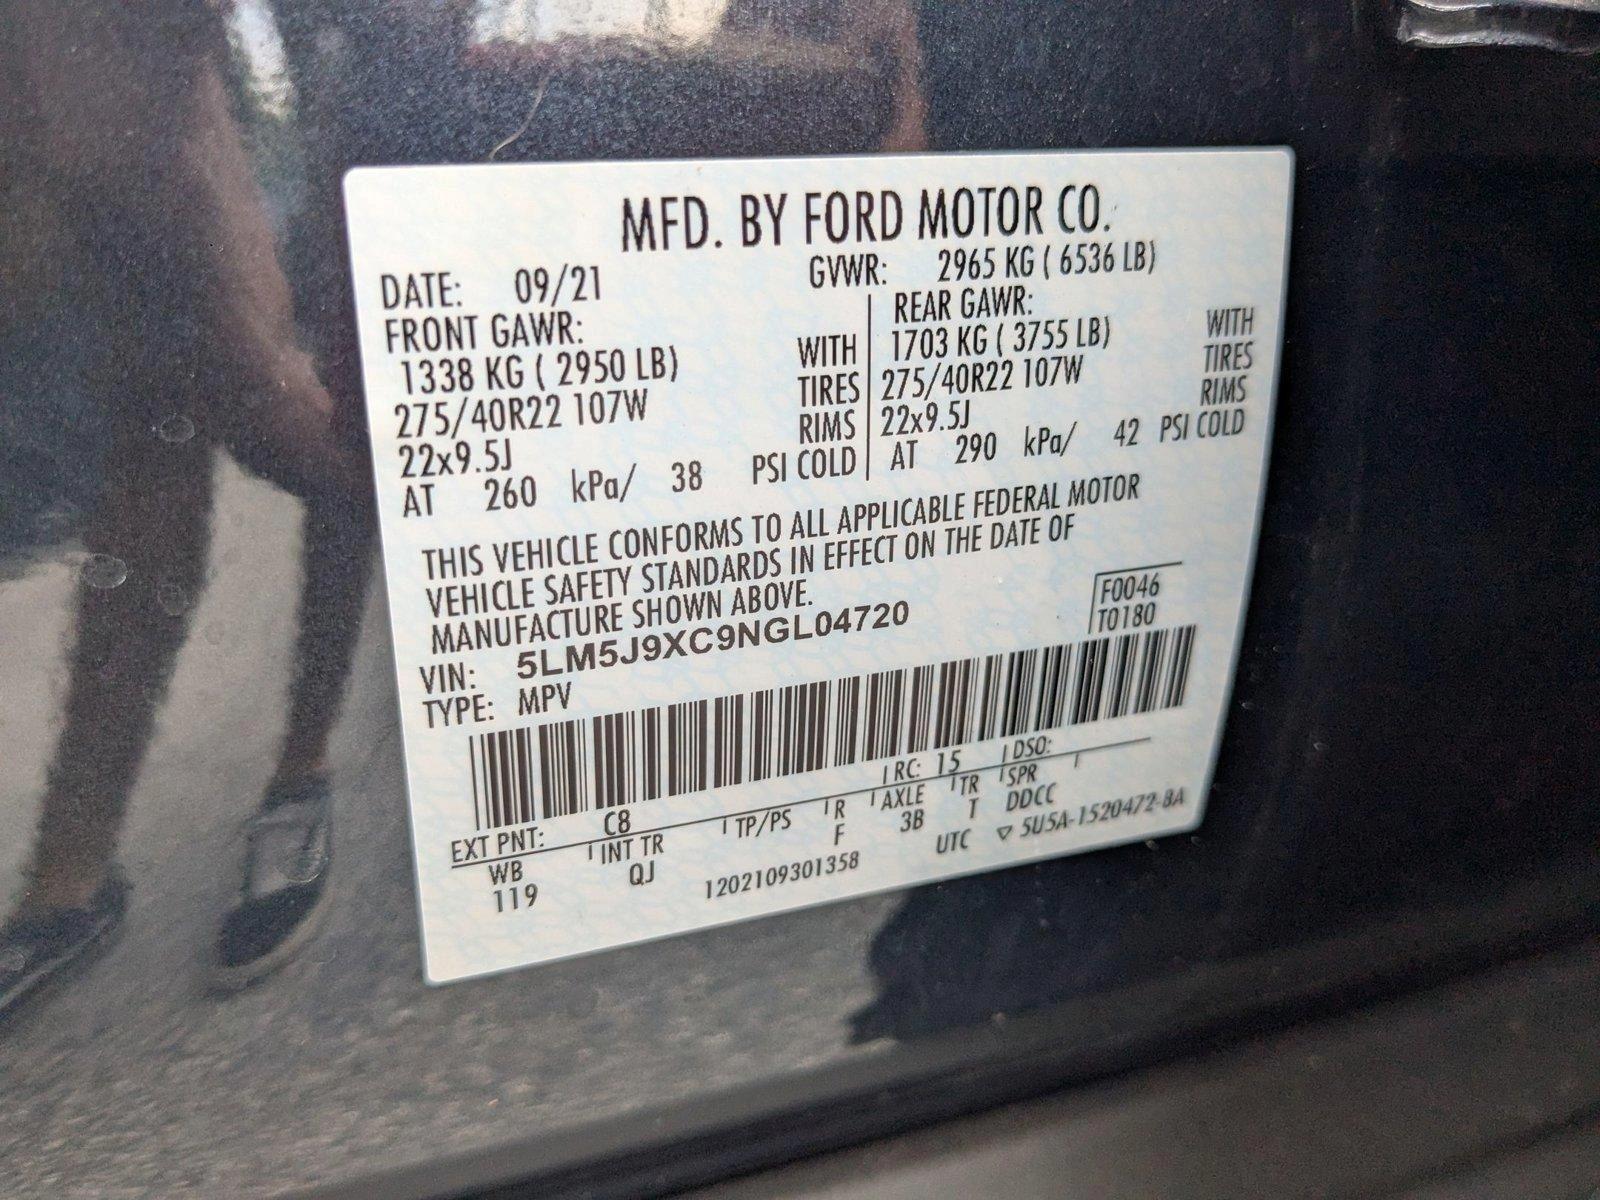 MFD. BY FORD MOTOR CO.
DATE: 09/21 GVWR: 2965 KG ( 6536 LB)
FRONT GAWR:
1338 KG ( 2950 LB) WITH
275/40R22 107W TIRES
22x9.5J RIMS
AT 260 kPa/ 38 PSI COLD
REAR GAWR:
1703 KG ( 3755 LB) WITH
275/40R22 107W TIRES
22x9.5J RIMS
AT 290 kPa/ 42 PSI COLD
THIS VEHICLE CONFORMS TO ALL APPLICABLE FEDERAL MOTOR
VEHICLE SAFETY STANDARDS IN EFFECT ON THE DATE OF
MANUFACTURE SHOWN ABOVE.
VIN: 5LM5J9XC9NGL04720
TYPE: MPV
F0046
T0180
EXT PNT: C8 RC: 15 DSO:
WB INT TR TP/PS R AXLE TR SPR
119 QJ F 3B T DDCC
1202109301358 UTC ▽ 5U5A-1520472-BA